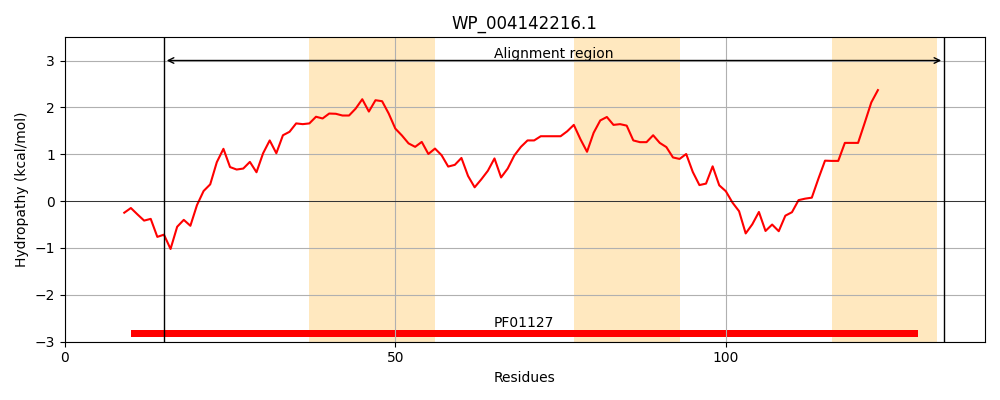 WP_004142216.1
Alignment region
3
2
1
0
−1
−2
−3
Hydropathy (kcal/mol)
PF01127
0 50 100
Residues